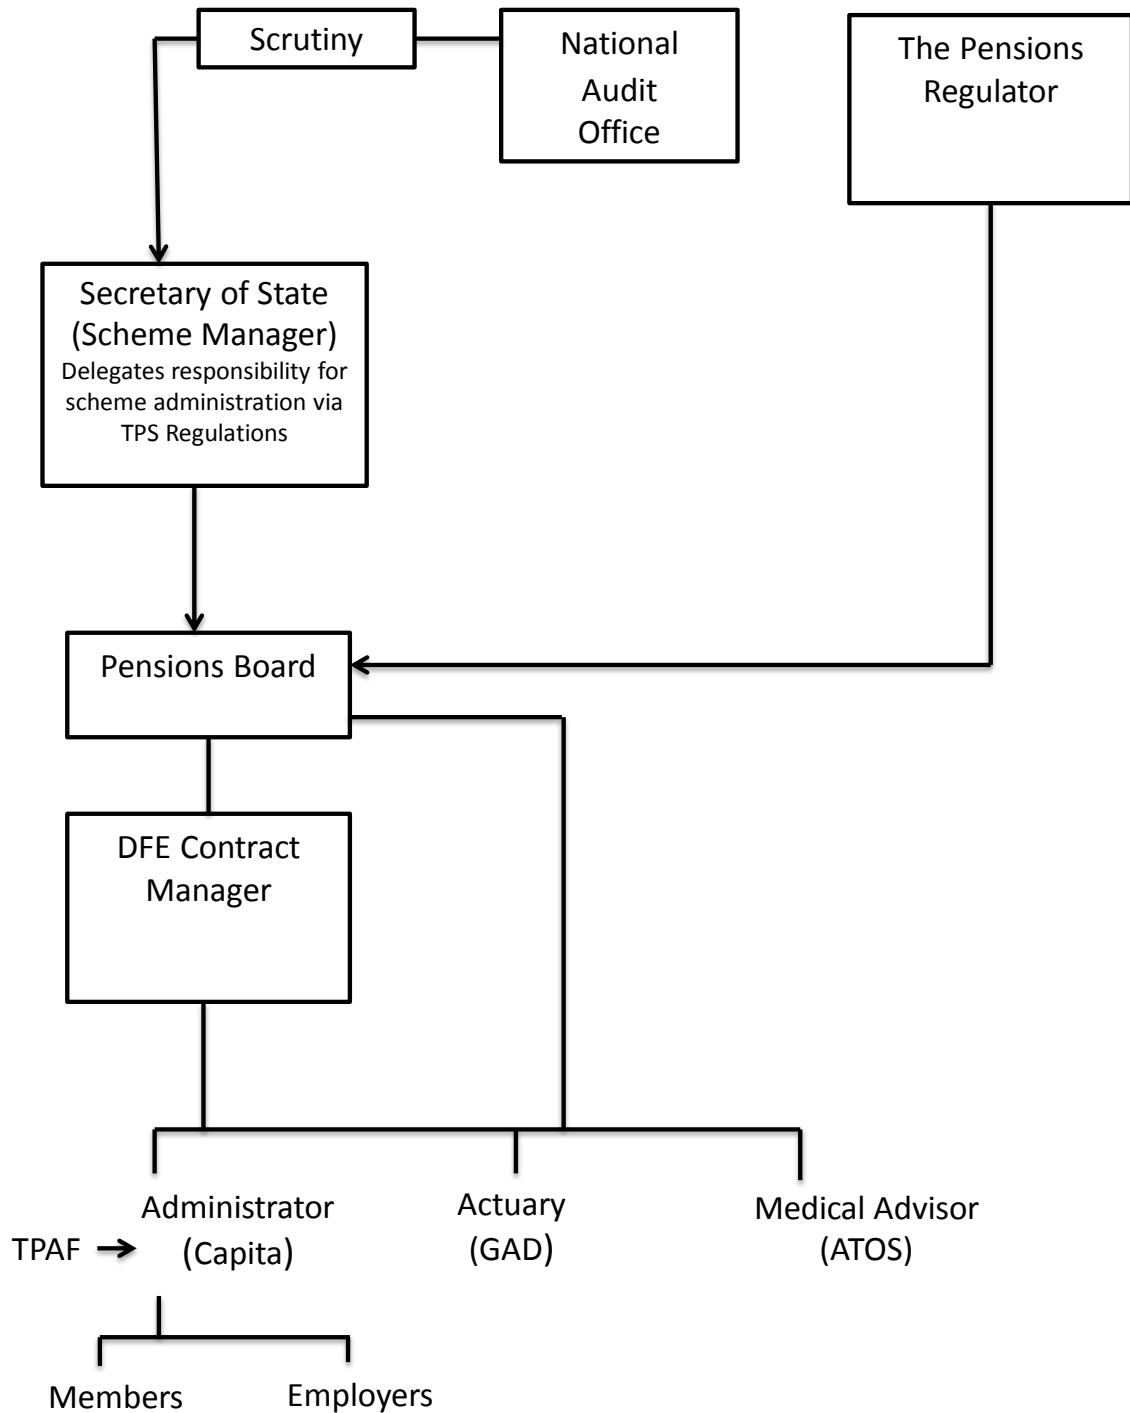 Scrutiny
National
Audit
Office
The Pensions
Regulator
Secretary of State
(Scheme Manager)
Delegates responsibility for
scheme administration via
TPS Regulations
Pensions Board
DFE Contract
Manager
Administrator
(Capita)
Actuary
(GAD)
Medical Advisor
(ATOS)
TPAF
Members
Employers